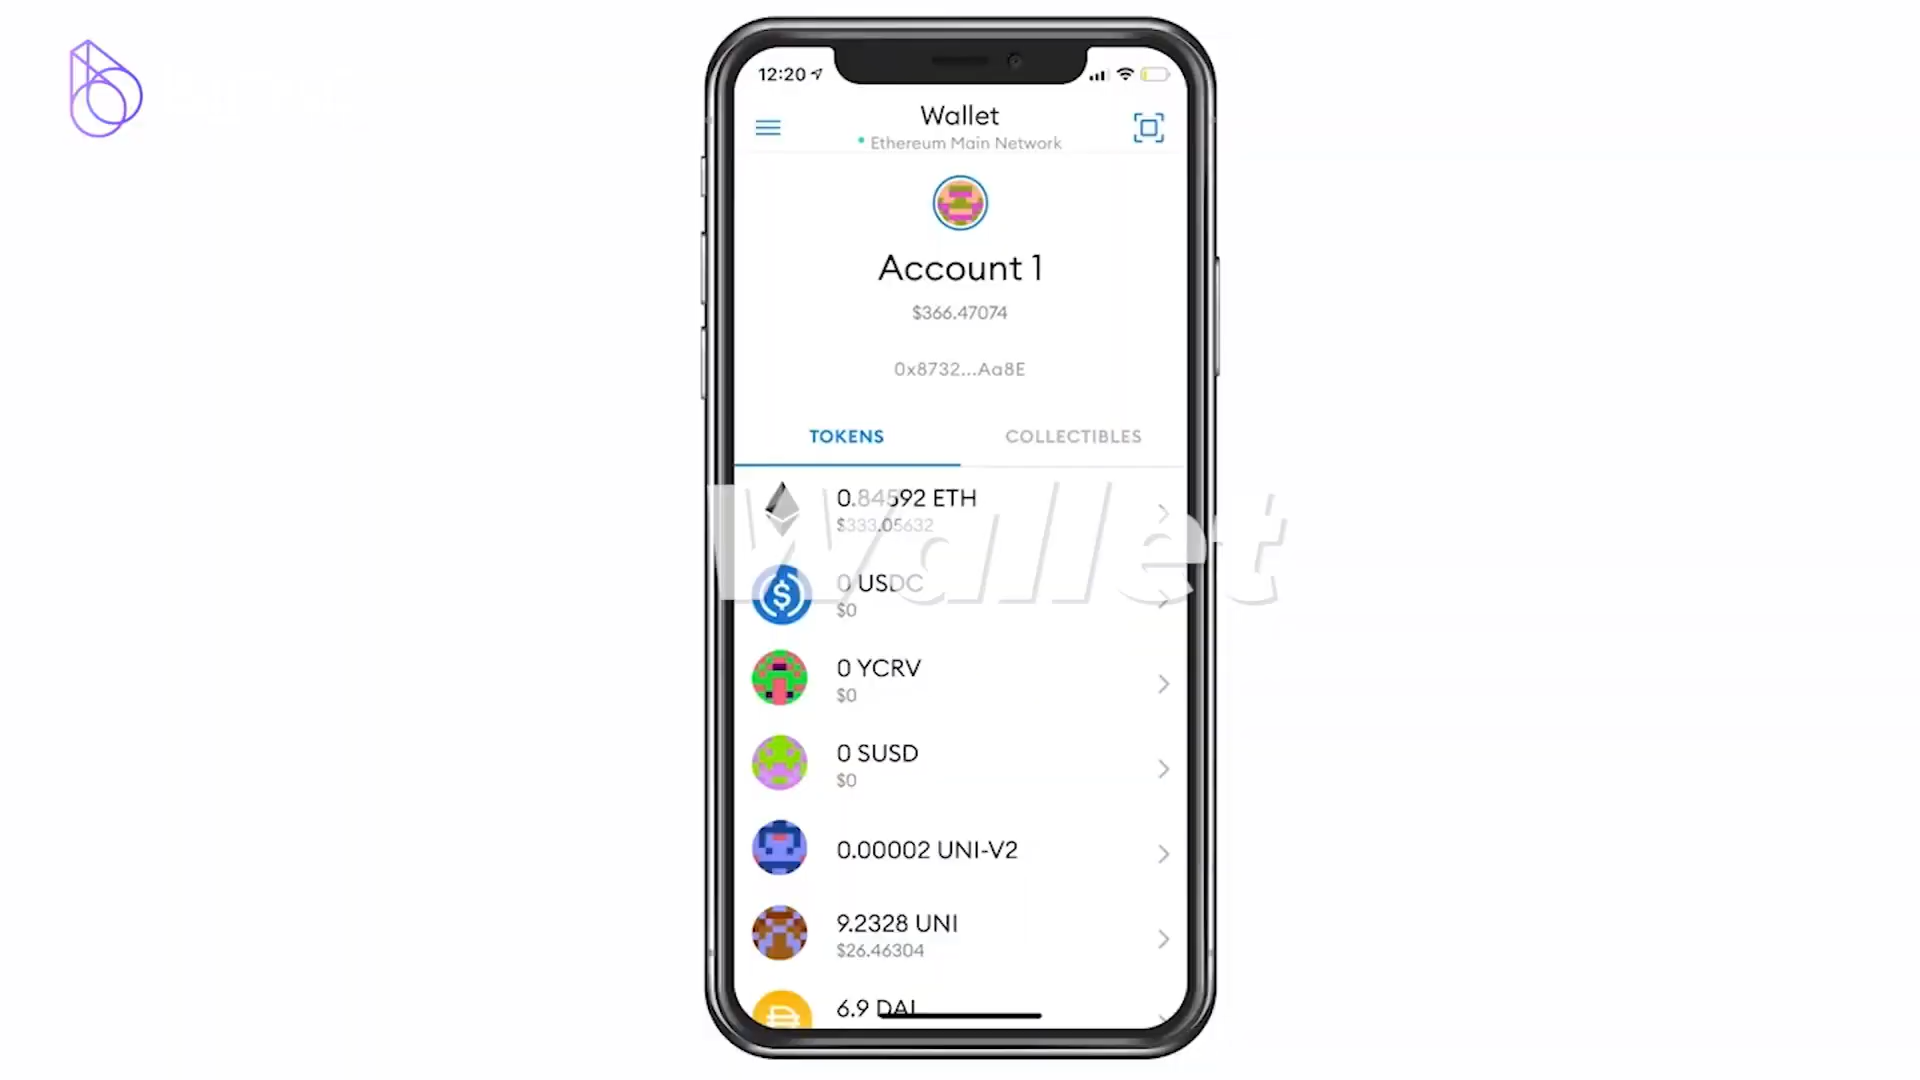 12:20
Wallet
Ethereum Main Network
Account 1
$366.47074
0x8732...Aa8E
TOKENS
COLLECTIBLES
0.84592 ETH
$333.05632
Wallet
0 USDC
$0
0 YCRV
$0
0 SUSD
$0
0.00002 UNI-V2
9.2328 UNI
$26.46304
6.9 DAI